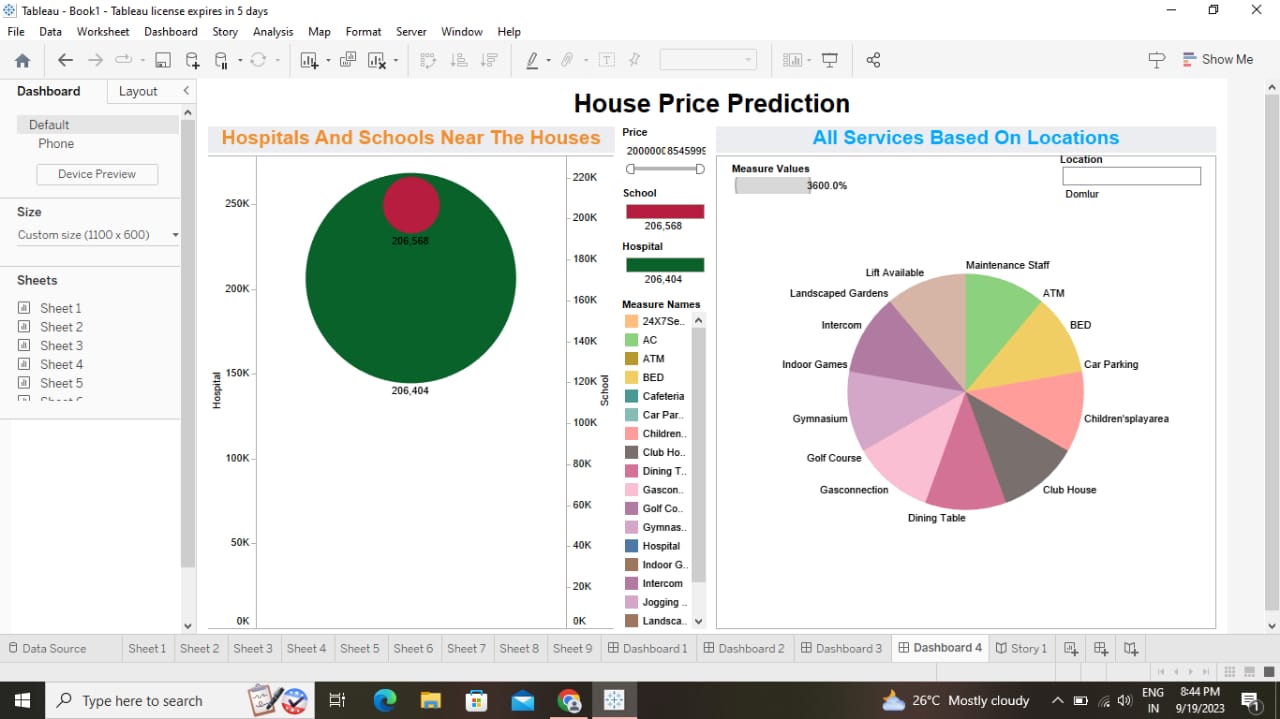 Tableau - Book1 - Tableau license expires in 5 days
File Data Worksheet Dashboard Story Analysis Map Format Server Window Help
Show Me
Dashboard Layout
Default
Phone
Device Preview
Size
Custom size (1100 x 600)
Sheets
Sheet 1
Sheet 2
Sheet 3
Sheet 4
Sheet 5
House Price Prediction
Hospitals And Schools Near The Houses
250K
200K
150K
100K
50K
0K
Hospital
206,568
206,404
220K
200K
180K
160K
140K
120K
100K
80K
60K
40K
20K
0K
School
Price
School
206,568
Hospital
206,404
Measure Names
24X7Se..
AC
ATM
BED
Cafeteria
Car Par..
Children..
Club Ho..
Dining T..
Gascon..
Golf Co..
Gymnas..
Hospital
Indoor G..
Intercom
Jogging ..
Landsca..
All Services Based On Locations
Measure Values
3600.0%
Location
Domlur
Maintenance Staff
Lift Available
ATM
Landscaped Gardens
BED
Intercom
Car Parking
Indoor Games
Children'splayarea
Gymnasium
Golf Course
Club House
Gasconnection
Dining Table
Data Source Sheet 1 Sheet 2 Sheet 3 Sheet 4 Sheet 5 Sheet 6 Sheet 7 Sheet 8 Sheet 9 Dashboard 1 Dashboard 2 Dashboard 3 Dashboard 4 Story 1
Type here to search
26°C Mostly cloudy
ENG
IN
8:44 PM
9/19/2023
1